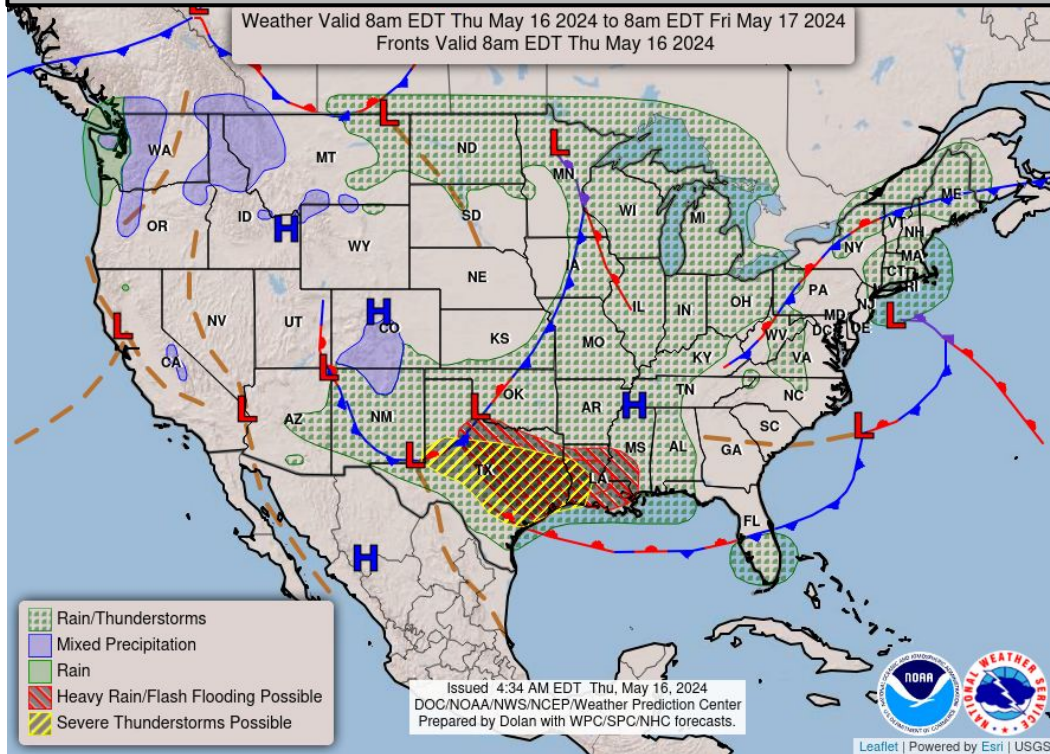 Weather Valid 8am EDT Thu May 16 2024 to 8am EDT Fri May 17 2024
Fronts Valid 8am EDT Thu May 16 2024
L
L
L
WA
MT
ND
MN
ME
OR
ID
H
SD
WI
MI
VT
NH
WY
NY
MA
CT
RI
NE
IA
PA
NJ
L
NV
UT
H
CO
IL
IN
OH
MD
DE
DC
L
KS
MO
WV
VA
CA
L
KY
L
AZ
NM
L
OK
AR
H
TN
NC
L
L
TX
LA
MS
AL
GA
SC
FL
H
Rain/Thunderstorms
Mixed Precipitation
Rain
Heavy Rain/Flash Flooding Possible
Severe Thunderstorms Possible
Issued 4:34 AM EDT Thu, May 16, 2024
DOC/NOAA/NWS/NCEP/Weather Prediction Center
Prepared by Dolan with WPC/SPC/NHC forecasts.
NOAA
NATIONAL WEATHER SERVICE
Leaflet | Powered by Esri | USGS